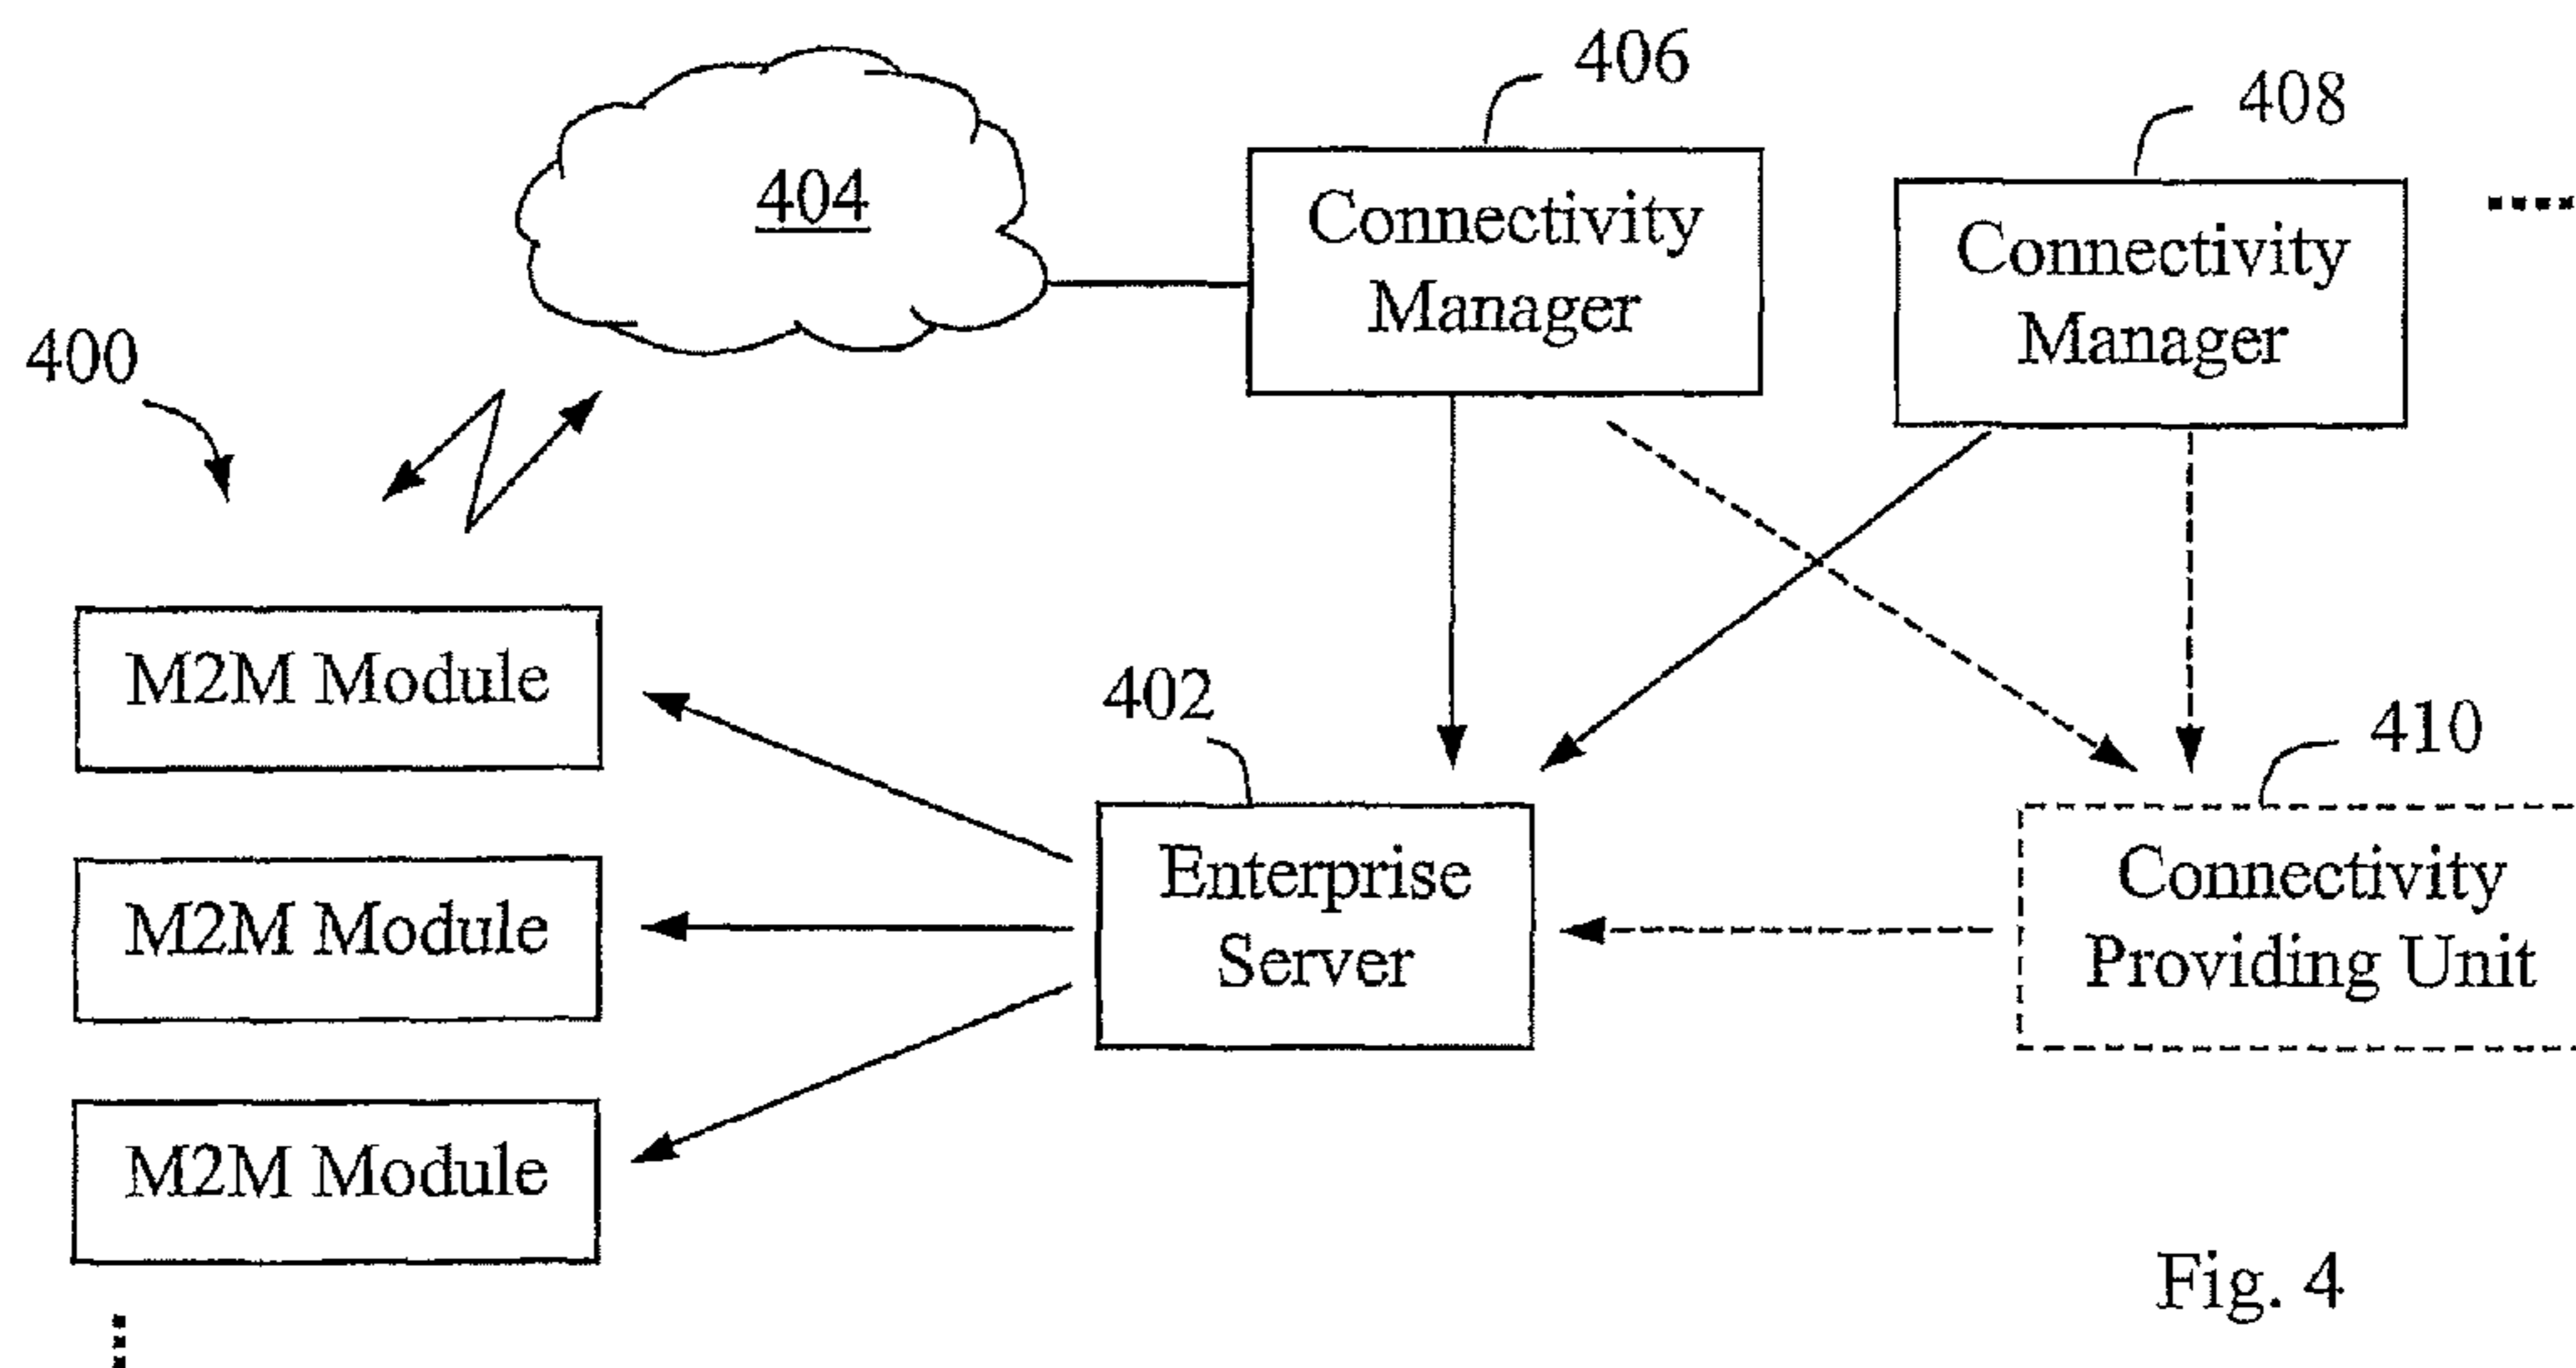 406
408
404
Connectivity
Manager
Connectivity
Manager
400
M2M Module
402
410
Enterprise
Server
Connectivity
Providing Unit
M2M Module
M2M Module
Fig. 4